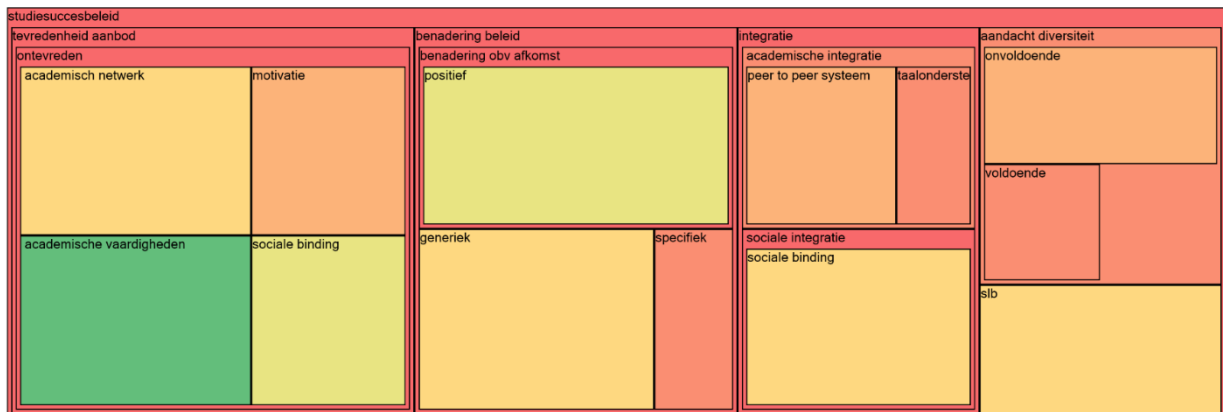 studiesuccesbeleid
tevredenheid aanbod
ontevreden
academisch netwerk
motivatie
academische vaardigheden
sociale binding
benadering beleid
benadering obv afkomst
positief
generiek
specifiek
integratie
academische integratie
peer to peer systeem
taalonderste
sociale integratie
sociale binding
aandacht diversiteit
onvoldoende
voldoende
slb